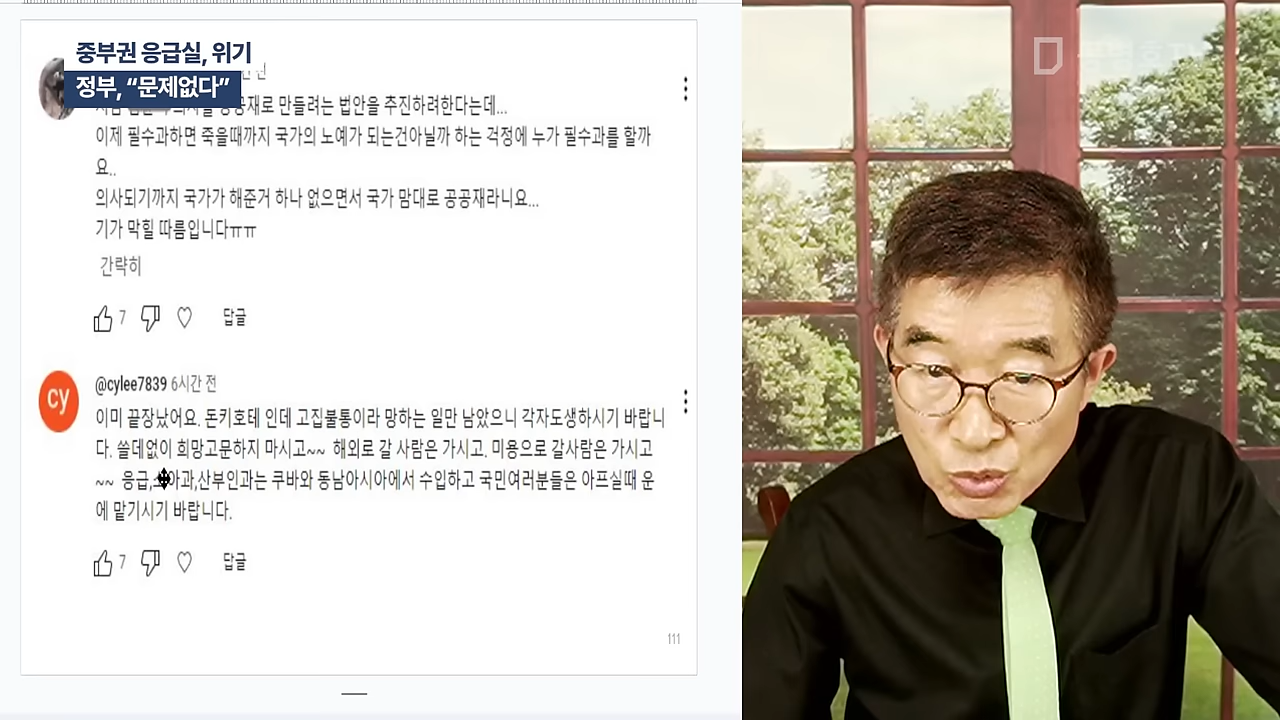 중부권 응급실, 위기
정부, “문제없다”
만들려는 법안을 추진하려한다는데...
이제 필수과하면 죽을때까지 국가의 노예가 되는건아닐까 하는 걱정에 누가 필수과를 할까
요..
의사되기까지 국가가 해준거 하나 없으면서 국가 맘대로 공공재라니요...
기가 막힐 따름입니다ㅠㅠ
간략히
7 답글
cy
@cylee7839 6시간 전
이미 끝장났어요. 돈키호테 인데 고집불통이라 망하는 일만 남았으니 각자도생하시기 바랍니
다. 쓸데없이 희망고문하지 마시고~~ 해외로 갈 사람은 가시고. 미용으로 갈사람은 가시고
~~ 응급,소아과,산부인과는 쿠바와 동남아시아에서 수입하고 국민여러분들은 아프실때 운
에 맡기시기 바랍니다.
7 답글
111